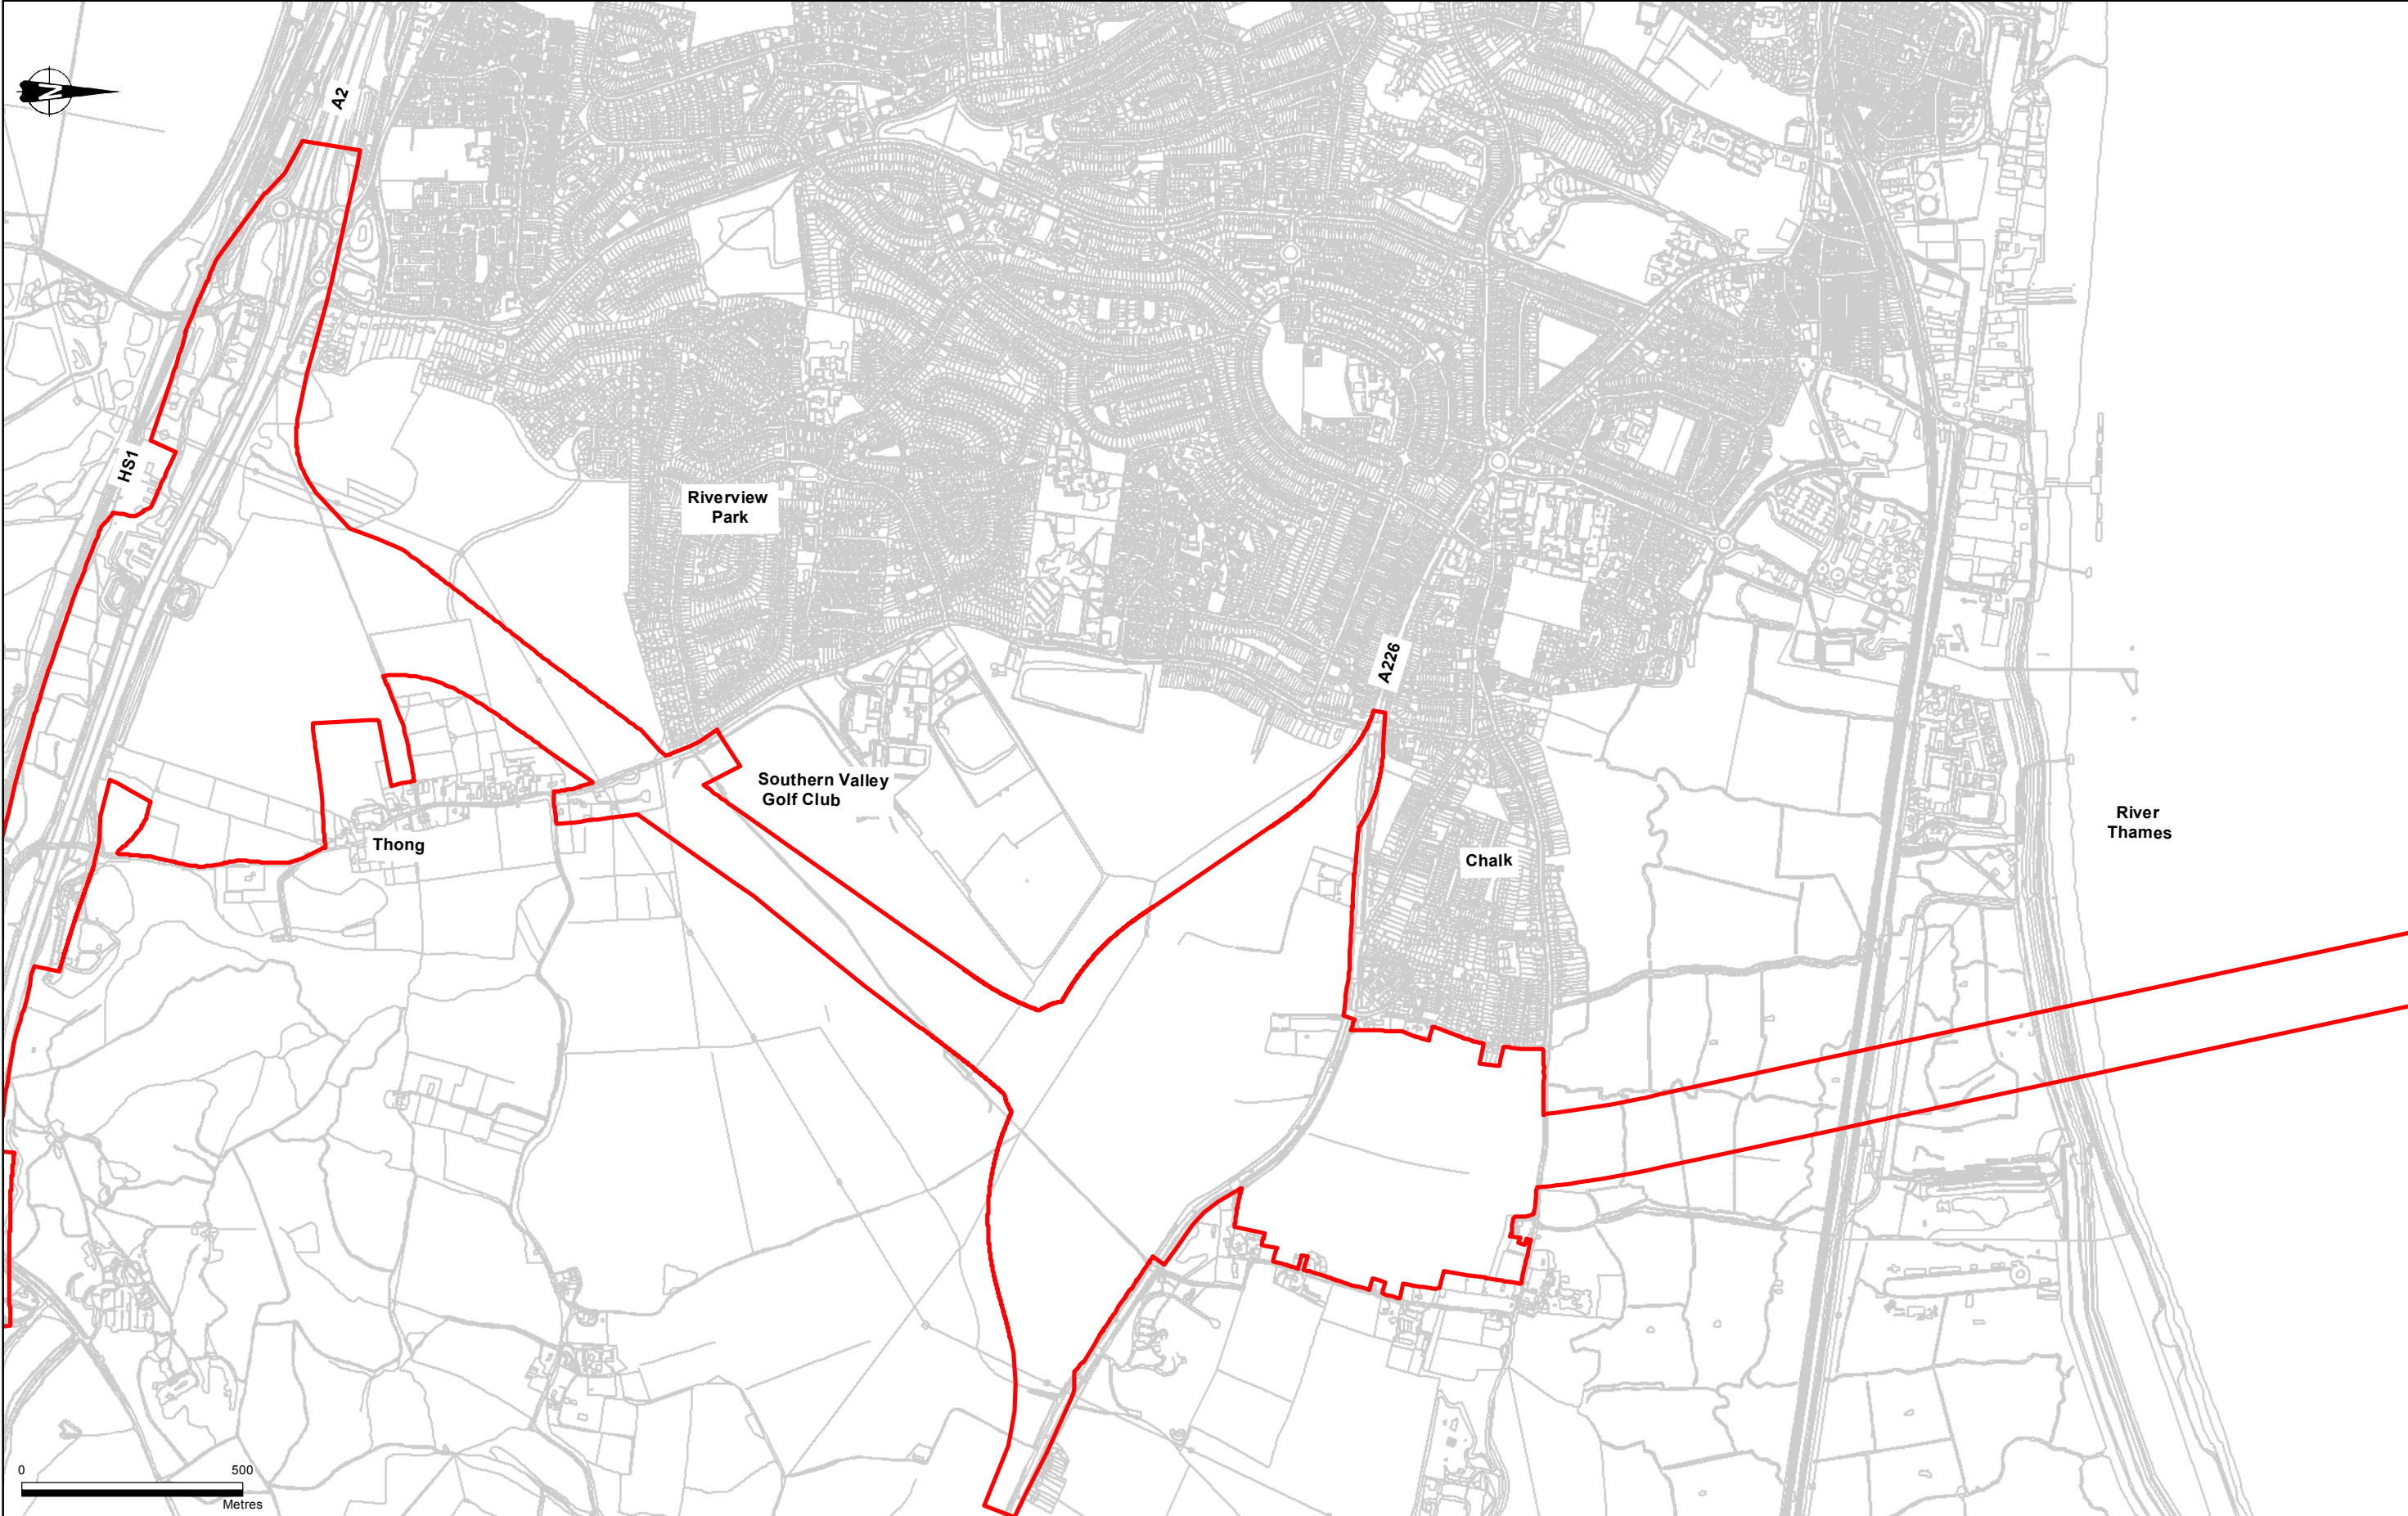 N
A2
HS1
Riverview
Park
A226
Southern Valley
Golf Club
River
Thames
Thong
Chalk
0 500
Metres